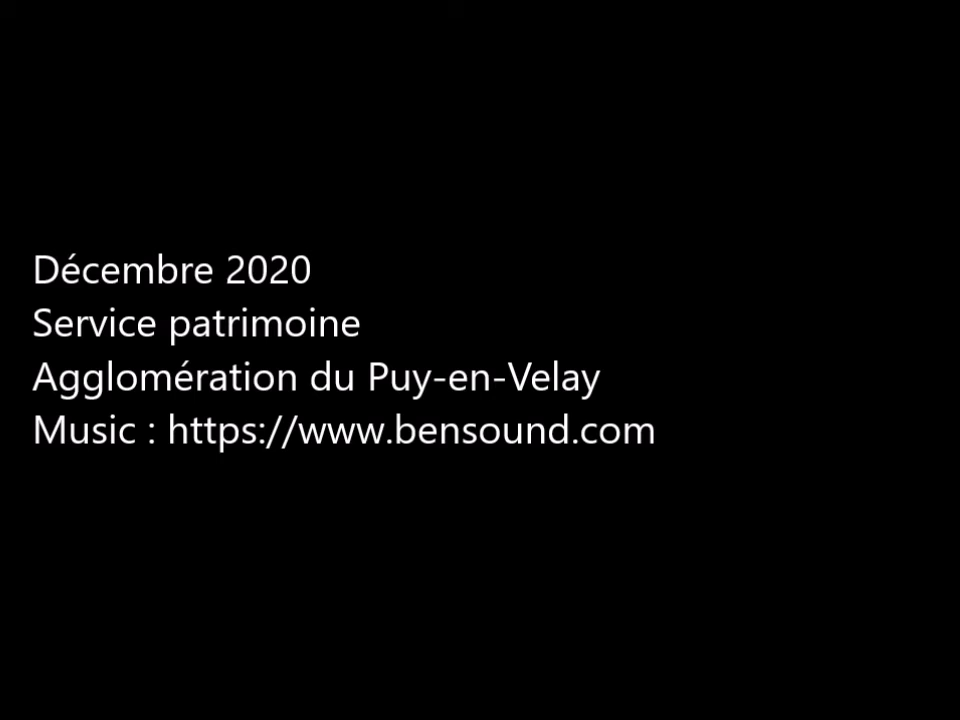 Décembre 2020
Service patrimoine
Agglomération du Puy-en-Velay
Music : https://www.bensound.com